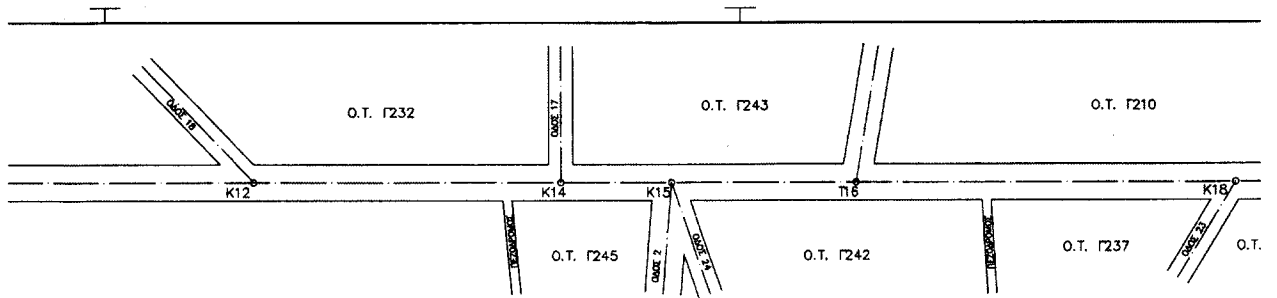 ΟΔΟΣ 18
Ο.Τ. Γ232
ΟΔΟΣ 17
Ο.Τ. Γ243
Ο.Τ. Γ210
Κ12
Κ14
Κ15
Τ16
Κ18
ΠΕΖΟΔΡΟΜΟΣ
Ο.Τ. Γ245
ΟΔΟΣ 2
ΟΔΟΣ 24
Ο.Τ. Γ242
ΠΕΖΟΔΡΟΜΟΣ
Ο.Τ. Γ237
ΟΔΟΣ 23
Ο.Τ.